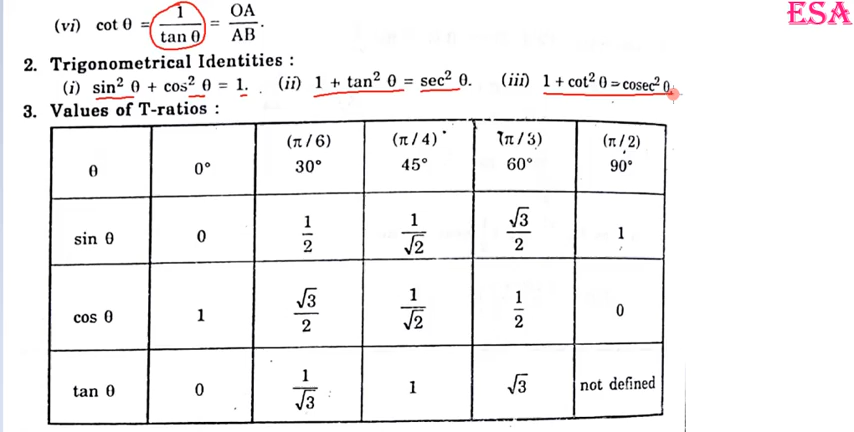 ESA
(vi) cot θ = 1/tan θ = OA/AB.
2. Trigonometrical Identities :
(i) sin² θ + cos² θ = 1. (ii) 1 + tan² θ = sec² θ. (iii) 1 + cot² θ = cosec² θ.
3. Values of T-ratios :
θ 0° (π/6) 30° (π/4) 45° (π/3) 60° (π/2) 90°
sin θ 0 1/2 1/√2 √3/2 1
cos θ 1 √3/2 1/√2 1/2 0
tan θ 0 1/√3 1 √3 not defined